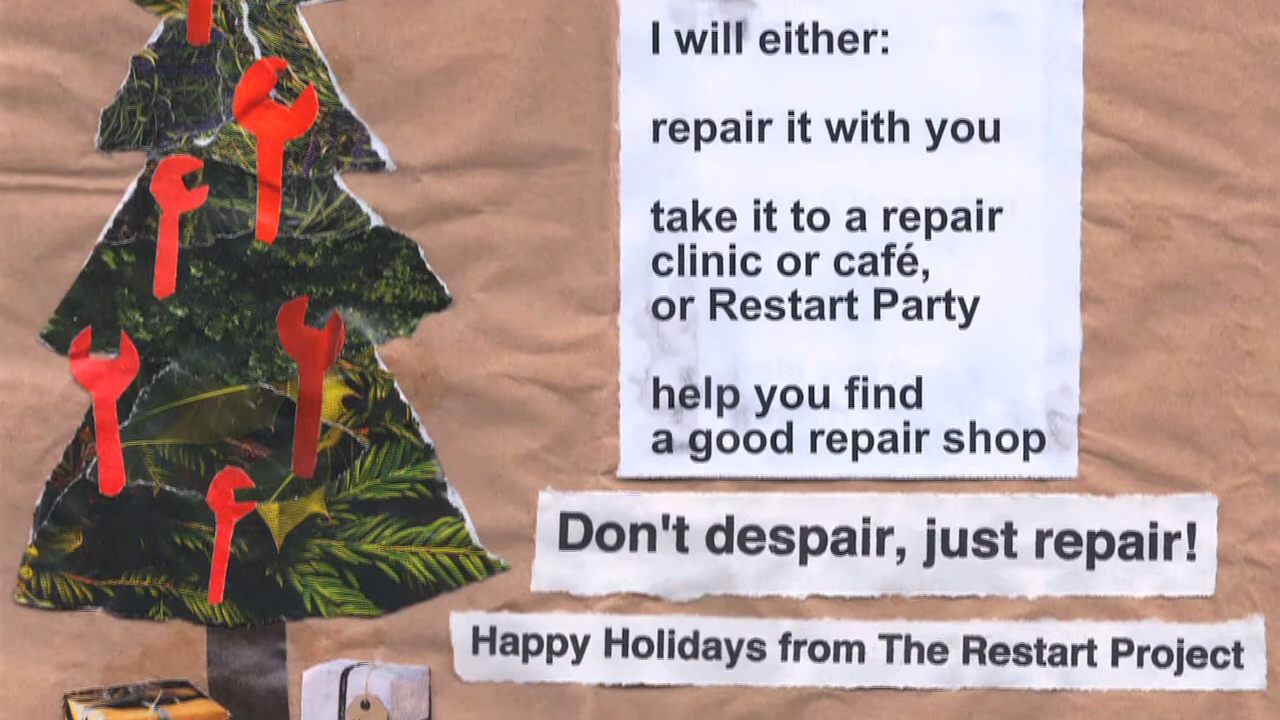 I will either:
repair it with you
take it to a repair
clinic or café,
or Restart Party
help you find
a good repair shop
Don't despair, just repair!
Happy Holidays from The Restart Project